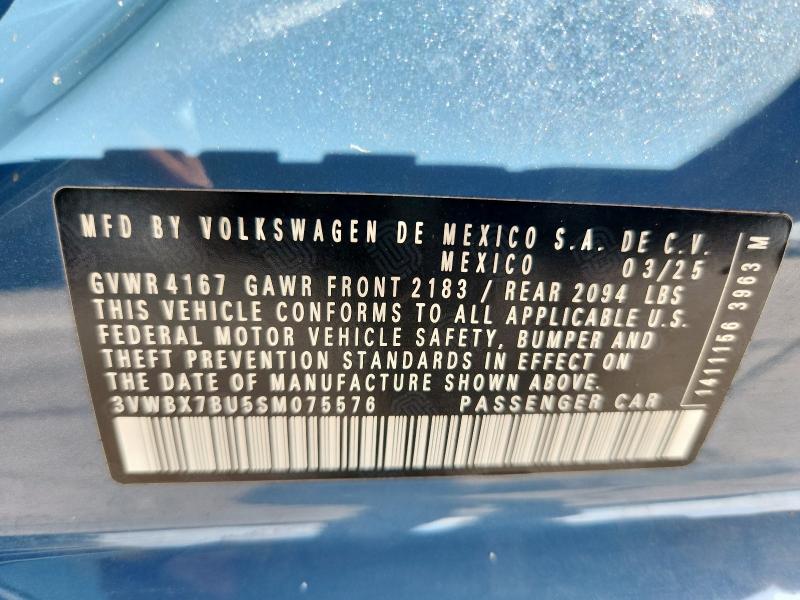 MFD BY VOLKSWAGEN DE MEXICO S.A. DE C.V.
MEXICO 03/25
GVWR 4167 GAWR FRONT 2183 / REAR 2094 LBS
THIS VEHICLE CONFORMS TO ALL APPLICABLE U.S.
FEDERAL MOTOR VEHICLE SAFETY, BUMPER AND
THEFT PREVENTION STANDARDS IN EFFECT ON
THE DATE OF MANUFACTURE SHOWN ABOVE.
3VWBX7BU5SM075576 PASSENGER CAR
1411156 3963 M